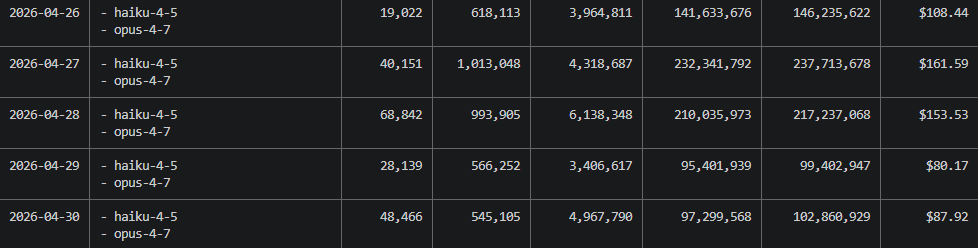 2026-04-26 - haiku-4-5 19,022 618,113 3,964,811 141,633,676 146,235,622 $108.44
- opus-4-7
2026-04-27 - haiku-4-5 40,151 1,013,048 4,318,687 232,341,792 237,713,678 $161.59
- opus-4-7
2026-04-28 - haiku-4-5 68,842 993,905 6,138,348 210,035,973 217,237,068 $153.53
- opus-4-7
2026-04-29 - haiku-4-5 28,139 566,252 3,406,617 95,401,939 99,402,947 $80.17
- opus-4-7
2026-04-30 - haiku-4-5 48,466 545,105 4,967,790 97,299,568 102,860,929 $87.92
- opus-4-7